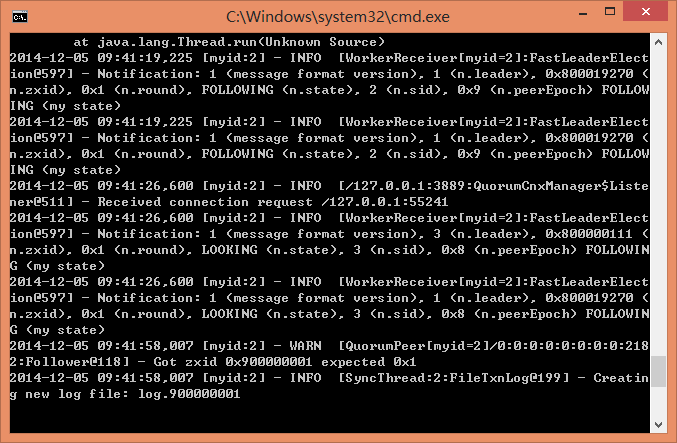 C:\Windows\system32\cmd.exe
at java.lang.Thread.run(Unknown Source)
2014-12-05 09:41:19,225 [myid:2] - INFO  [WorkerReceiver[myid=2]:FastLeaderElect
ion@597] - Notification: 1 (message format version), 1 (n.leader), 0x800019270 (
n.zxid), 0x1 (n.round), FOLLOWING (n.state), 2 (n.sid), 0x9 (n.peerEpoch) FOLLOW
ING (my state)
2014-12-05 09:41:19,225 [myid:2] - INFO  [WorkerReceiver[myid=2]:FastLeaderElect
ion@597] - Notification: 1 (message format version), 1 (n.leader), 0x800019270 (
n.zxid), 0x1 (n.round), FOLLOWING (n.state), 2 (n.sid), 0x9 (n.peerEpoch) FOLLOW
ING (my state)
2014-12-05 09:41:26,600 [myid:2] - INFO  [/127.0.0.1:3889:QuorumCnxManager$Liste
ner@511] - Received connection request /127.0.0.1:55241
2014-12-05 09:41:26,600 [myid:2] - INFO  [WorkerReceiver[myid=2]:FastLeaderElect
ion@597] - Notification: 1 (message format version), 3 (n.leader), 0x800000111 (
n.zxid), 0x1 (n.round), LOOKING (n.state), 3 (n.sid), 0x8 (n.peerEpoch) FOLLOWIN
G (my state)
2014-12-05 09:41:26,600 [myid:2] - INFO  [WorkerReceiver[myid=2]:FastLeaderElect
ion@597] - Notification: 1 (message format version), 1 (n.leader), 0x800019270 (
n.zxid), 0x1 (n.round), LOOKING (n.state), 3 (n.sid), 0x8 (n.peerEpoch) FOLLOWIN
G (my state)
2014-12-05 09:41:58,007 [myid:2] - WARN  [QuorumPeer[myid=2]/0:0:0:0:0:0:0:0:218
2:Follower@118] - Got zxid 0x900000001 expected 0x1
2014-12-05 09:41:58,007 [myid:2] - INFO  [SyncThread:2:FileTxnLog@199] - Creatin
g new log file: log.900000001